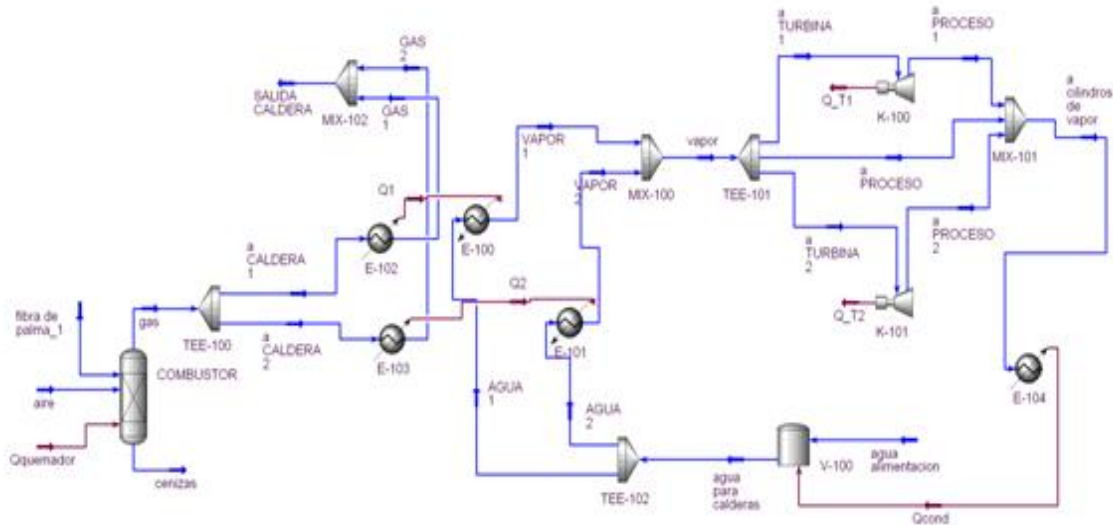 GAS
2
SALIDA
CALDERA
MIX-102
GAS
1
VAPOR
1
VAPOR
2
MIX-100
vapor
TEE-101
a
TURBINA
1
a
PROCESO
1
Q_T1
K-100
a
cilindros
de
vapor
MIX-101
a
PROCESO
a
TURBINA
2
a
PROCESO
2
Q_T2
K-101
Q1
E-102
E-100
a
CALDERA
1
Q2
fibra de
palma_1
gas
TEE-100
a
CALDERA
2
E-103
E-101
COMBUSTOR
aire
Qquemador
cenizas
AGUA
1
AGUA
2
TEE-102
agua
para
calderas
V-100
agua
alimentacion
Qcond
E-104